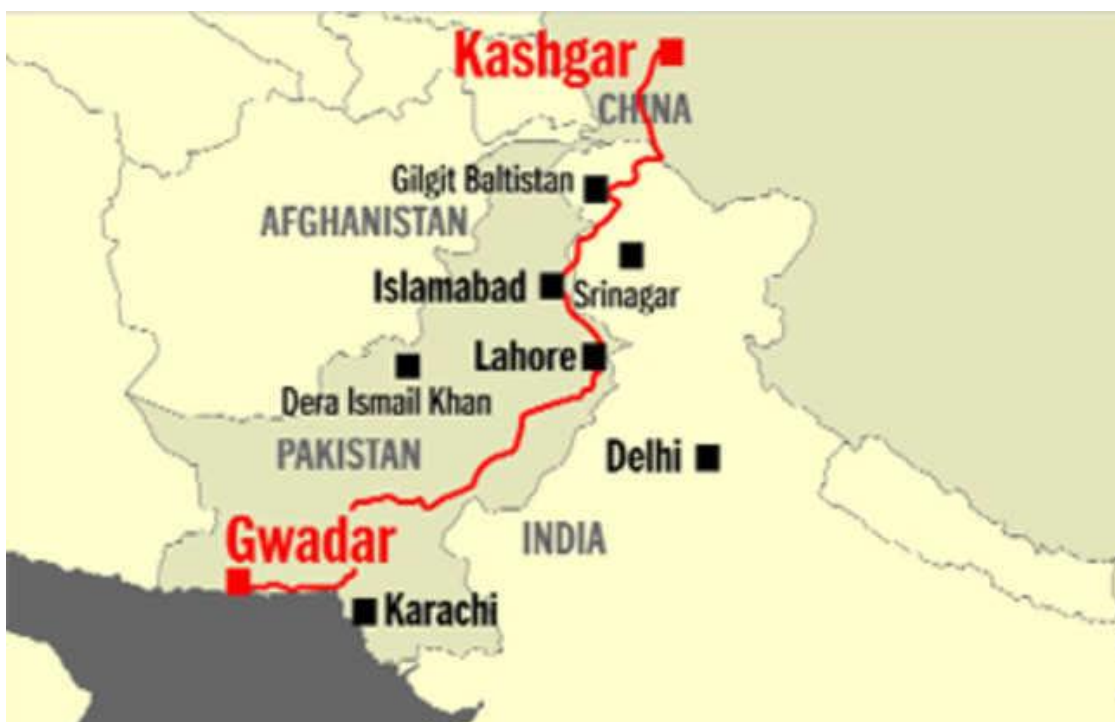 Kashgar
CHINA
Gilgit Baltistan
AFGHANISTAN
Islamabad
Srinagar
Lahore
Dera Ismail Khan
PAKISTAN
Delhi
Gwadar
INDIA
Karachi